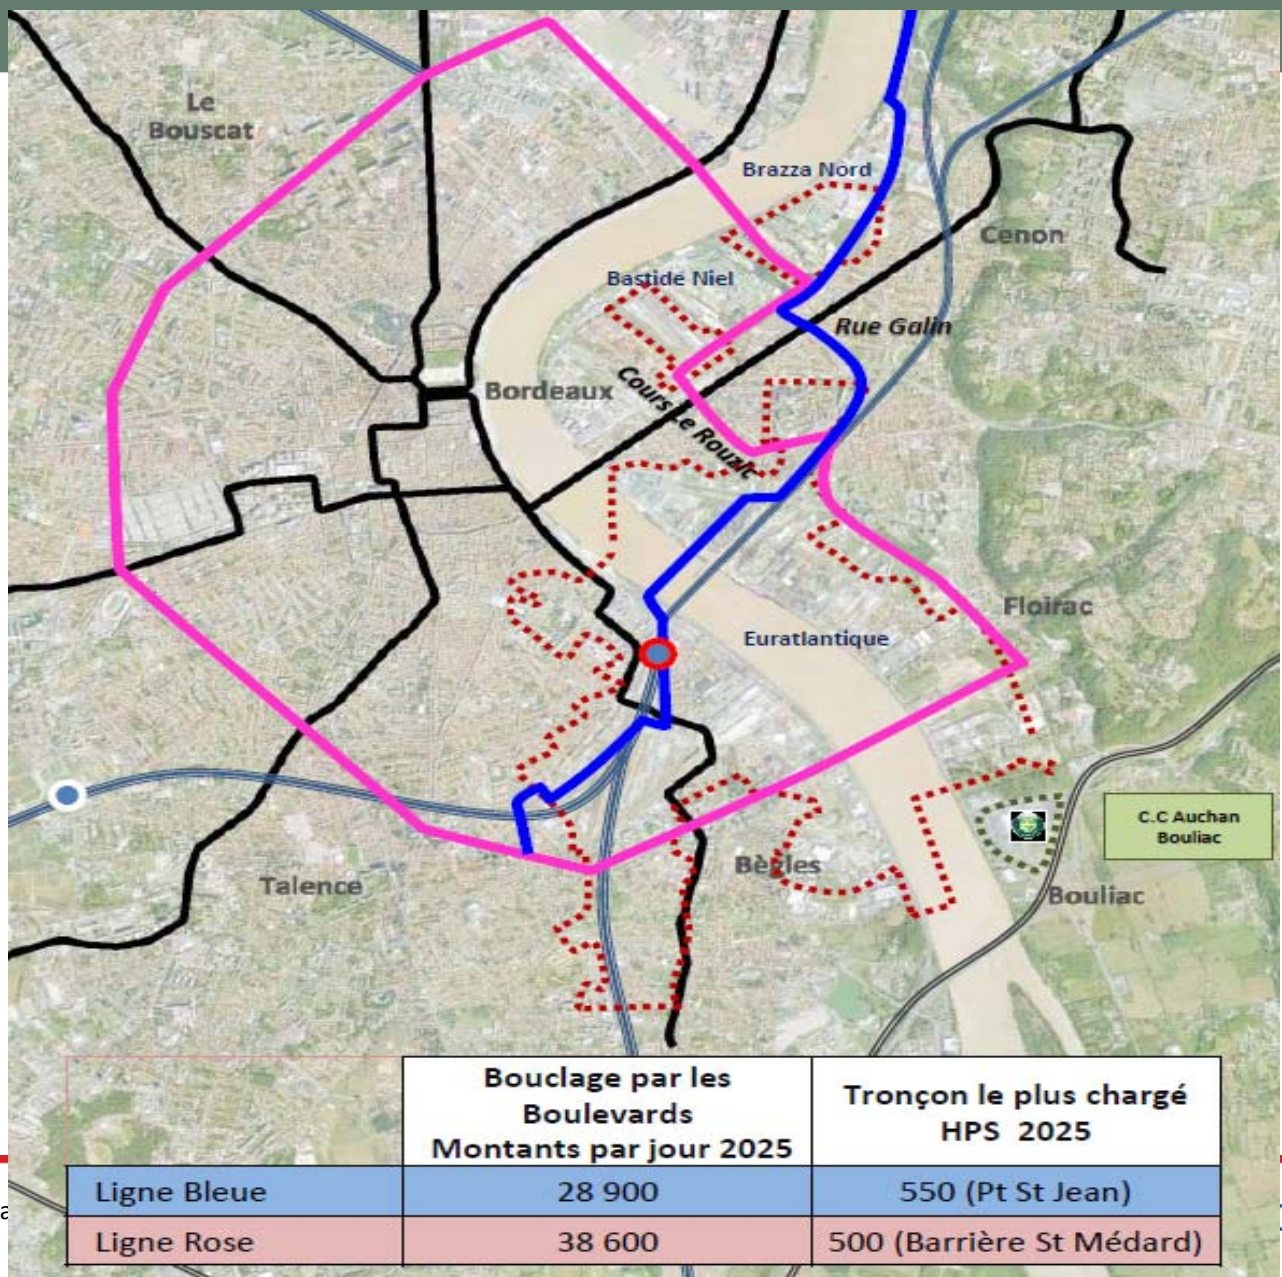 Le
Bouscat
Brazza Nord
Cenon
Bastide Niel
Rue Galin
Bordeaux
Cours Le Rouzic
Floirac
Euratlantique
C.C Auchan
Bouliac
Bègles
Talence
Bouliac
Bouclage par les
Boulevards
Montants par jour 2025
Tronçon le plus chargé
HPS 2025
Ligne Bleue 28 900 550 (Pt St Jean)
Ligne Rose 38 600 500 (Barrière St Médard)